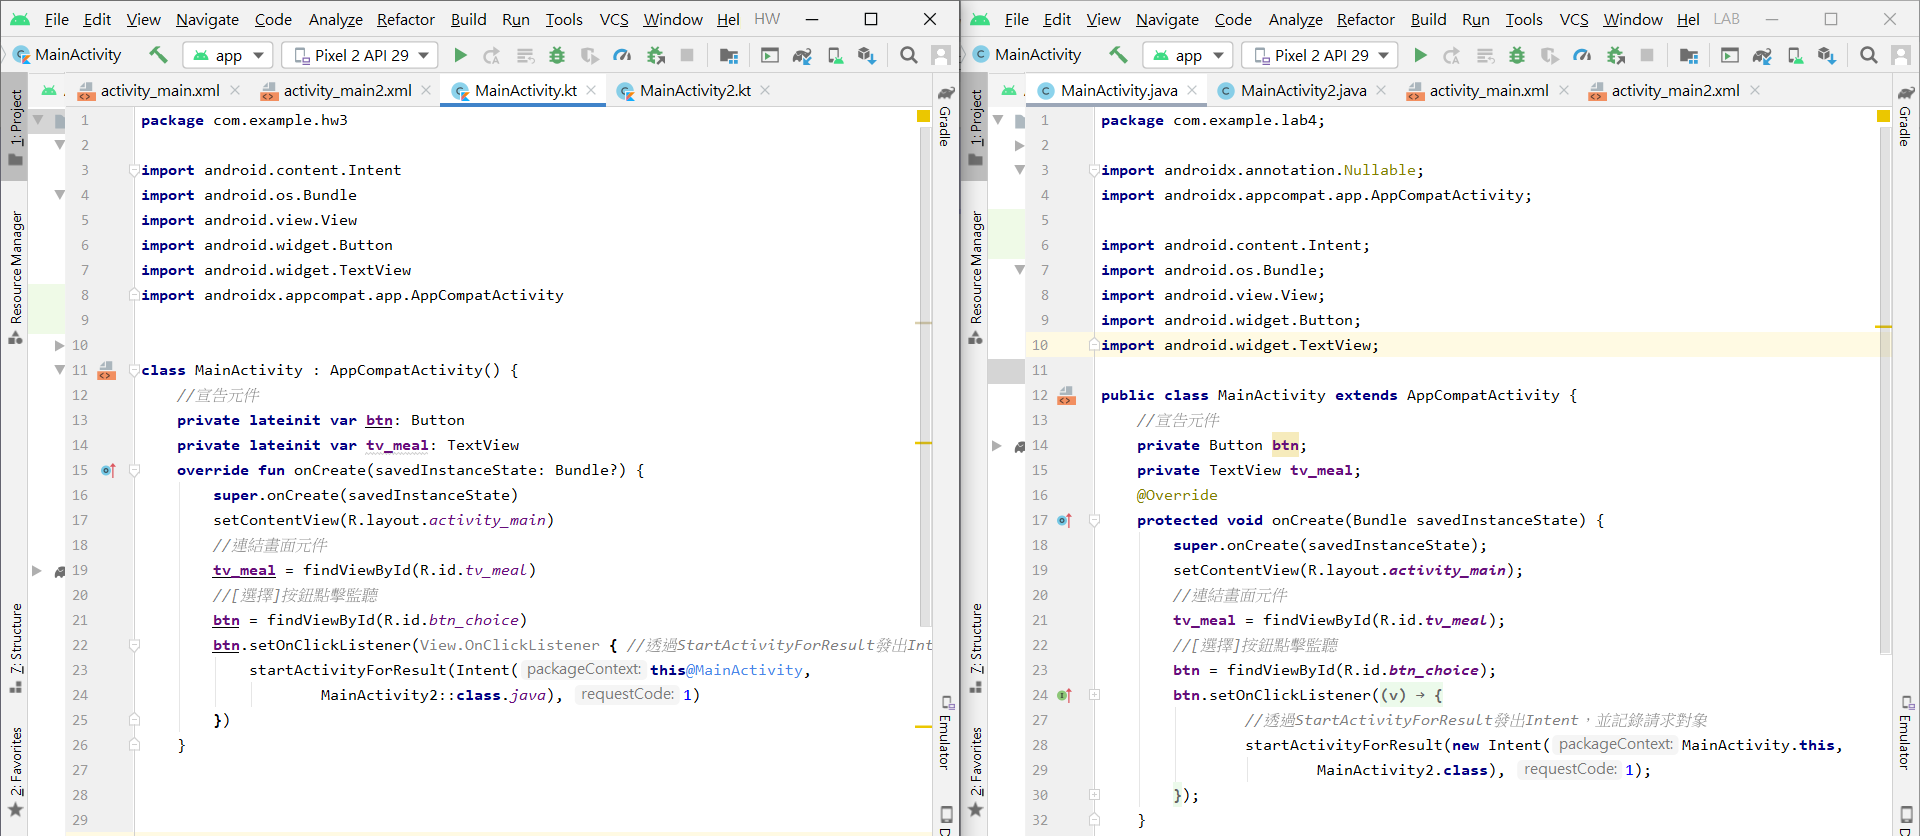 File Edit View Navigate Code Analyze Refactor Build Run Tools VCS Window Hel HW
MainActivity app Pixel 2 API 29
activity_main.xml activity_main2.xml MainActivity.kt MainActivity2.kt
1: Project
Resource Manager
7: Structure
2: Favorites
1 package com.example.hw3
2
3 import android.content.Intent
4 import android.os.Bundle
5 import android.view.View
6 import android.widget.Button
7 import android.widget.TextView
8 import androidx.appcompat.app.AppCompatActivity
9
10
11 class MainActivity : AppCompatActivity() {
12 //宣告元件
13 private lateinit var btn: Button
14 private lateinit var tv_meal: TextView
15 override fun onCreate(savedInstanceState: Bundle?) {
16 super.onCreate(savedInstanceState)
17 setContentView(R.layout.activity_main)
18 //連結畫面元件
19 tv_meal = findViewById(R.id.tv_meal)
20 //[選擇]按鈕點擊監聽
21 btn = findViewById(R.id.btn_choice)
22 btn.setOnClickListener(View.OnClickListener { //透過StartActivityForResult發出Int
23 startActivityForResult(Intent( packageContext: this@MainActivity,
24 MainActivity2::class.java), requestCode: 1)
25 })
26 }
27
28
29
Gradle
Emulator
D
File Edit View Navigate Code Analyze Refactor Build Run Tools VCS Window Hel LAB
MainActivity app Pixel 2 API 29
MainActivity.java MainActivity2.java activity_main.xml activity_main2.xml
1: Project
Resource Manager
7: Structure
2: Favorites
1 package com.example.lab4;
2
3 import androidx.annotation.Nullable;
4 import androidx.appcompat.app.AppCompatActivity;
5
6 import android.content.Intent;
7 import android.os.Bundle;
8 import android.view.View;
9 import android.widget.Button;
10 import android.widget.TextView;
11
12 public class MainActivity extends AppCompatActivity {
13 //宣告元件
14 private Button btn;
15 private TextView tv_meal;
16 @Override
17 protected void onCreate(Bundle savedInstanceState) {
18 super.onCreate(savedInstanceState);
19 setContentView(R.layout.activity_main);
20 //連結畫面元件
21 tv_meal = findViewById(R.id.tv_meal);
22 //[選擇]按鈕點擊監聽
23 btn = findViewById(R.id.btn_choice);
24 btn.setOnClickListener((v) → {
27 //透過StartActivityForResult發出Intent，並記錄請求對象
28 startActivityForResult(new Intent( packageContext: MainActivity.this,
29 MainActivity2.class), requestCode: 1);
30 });
32 }
Gradle
Emulator
D